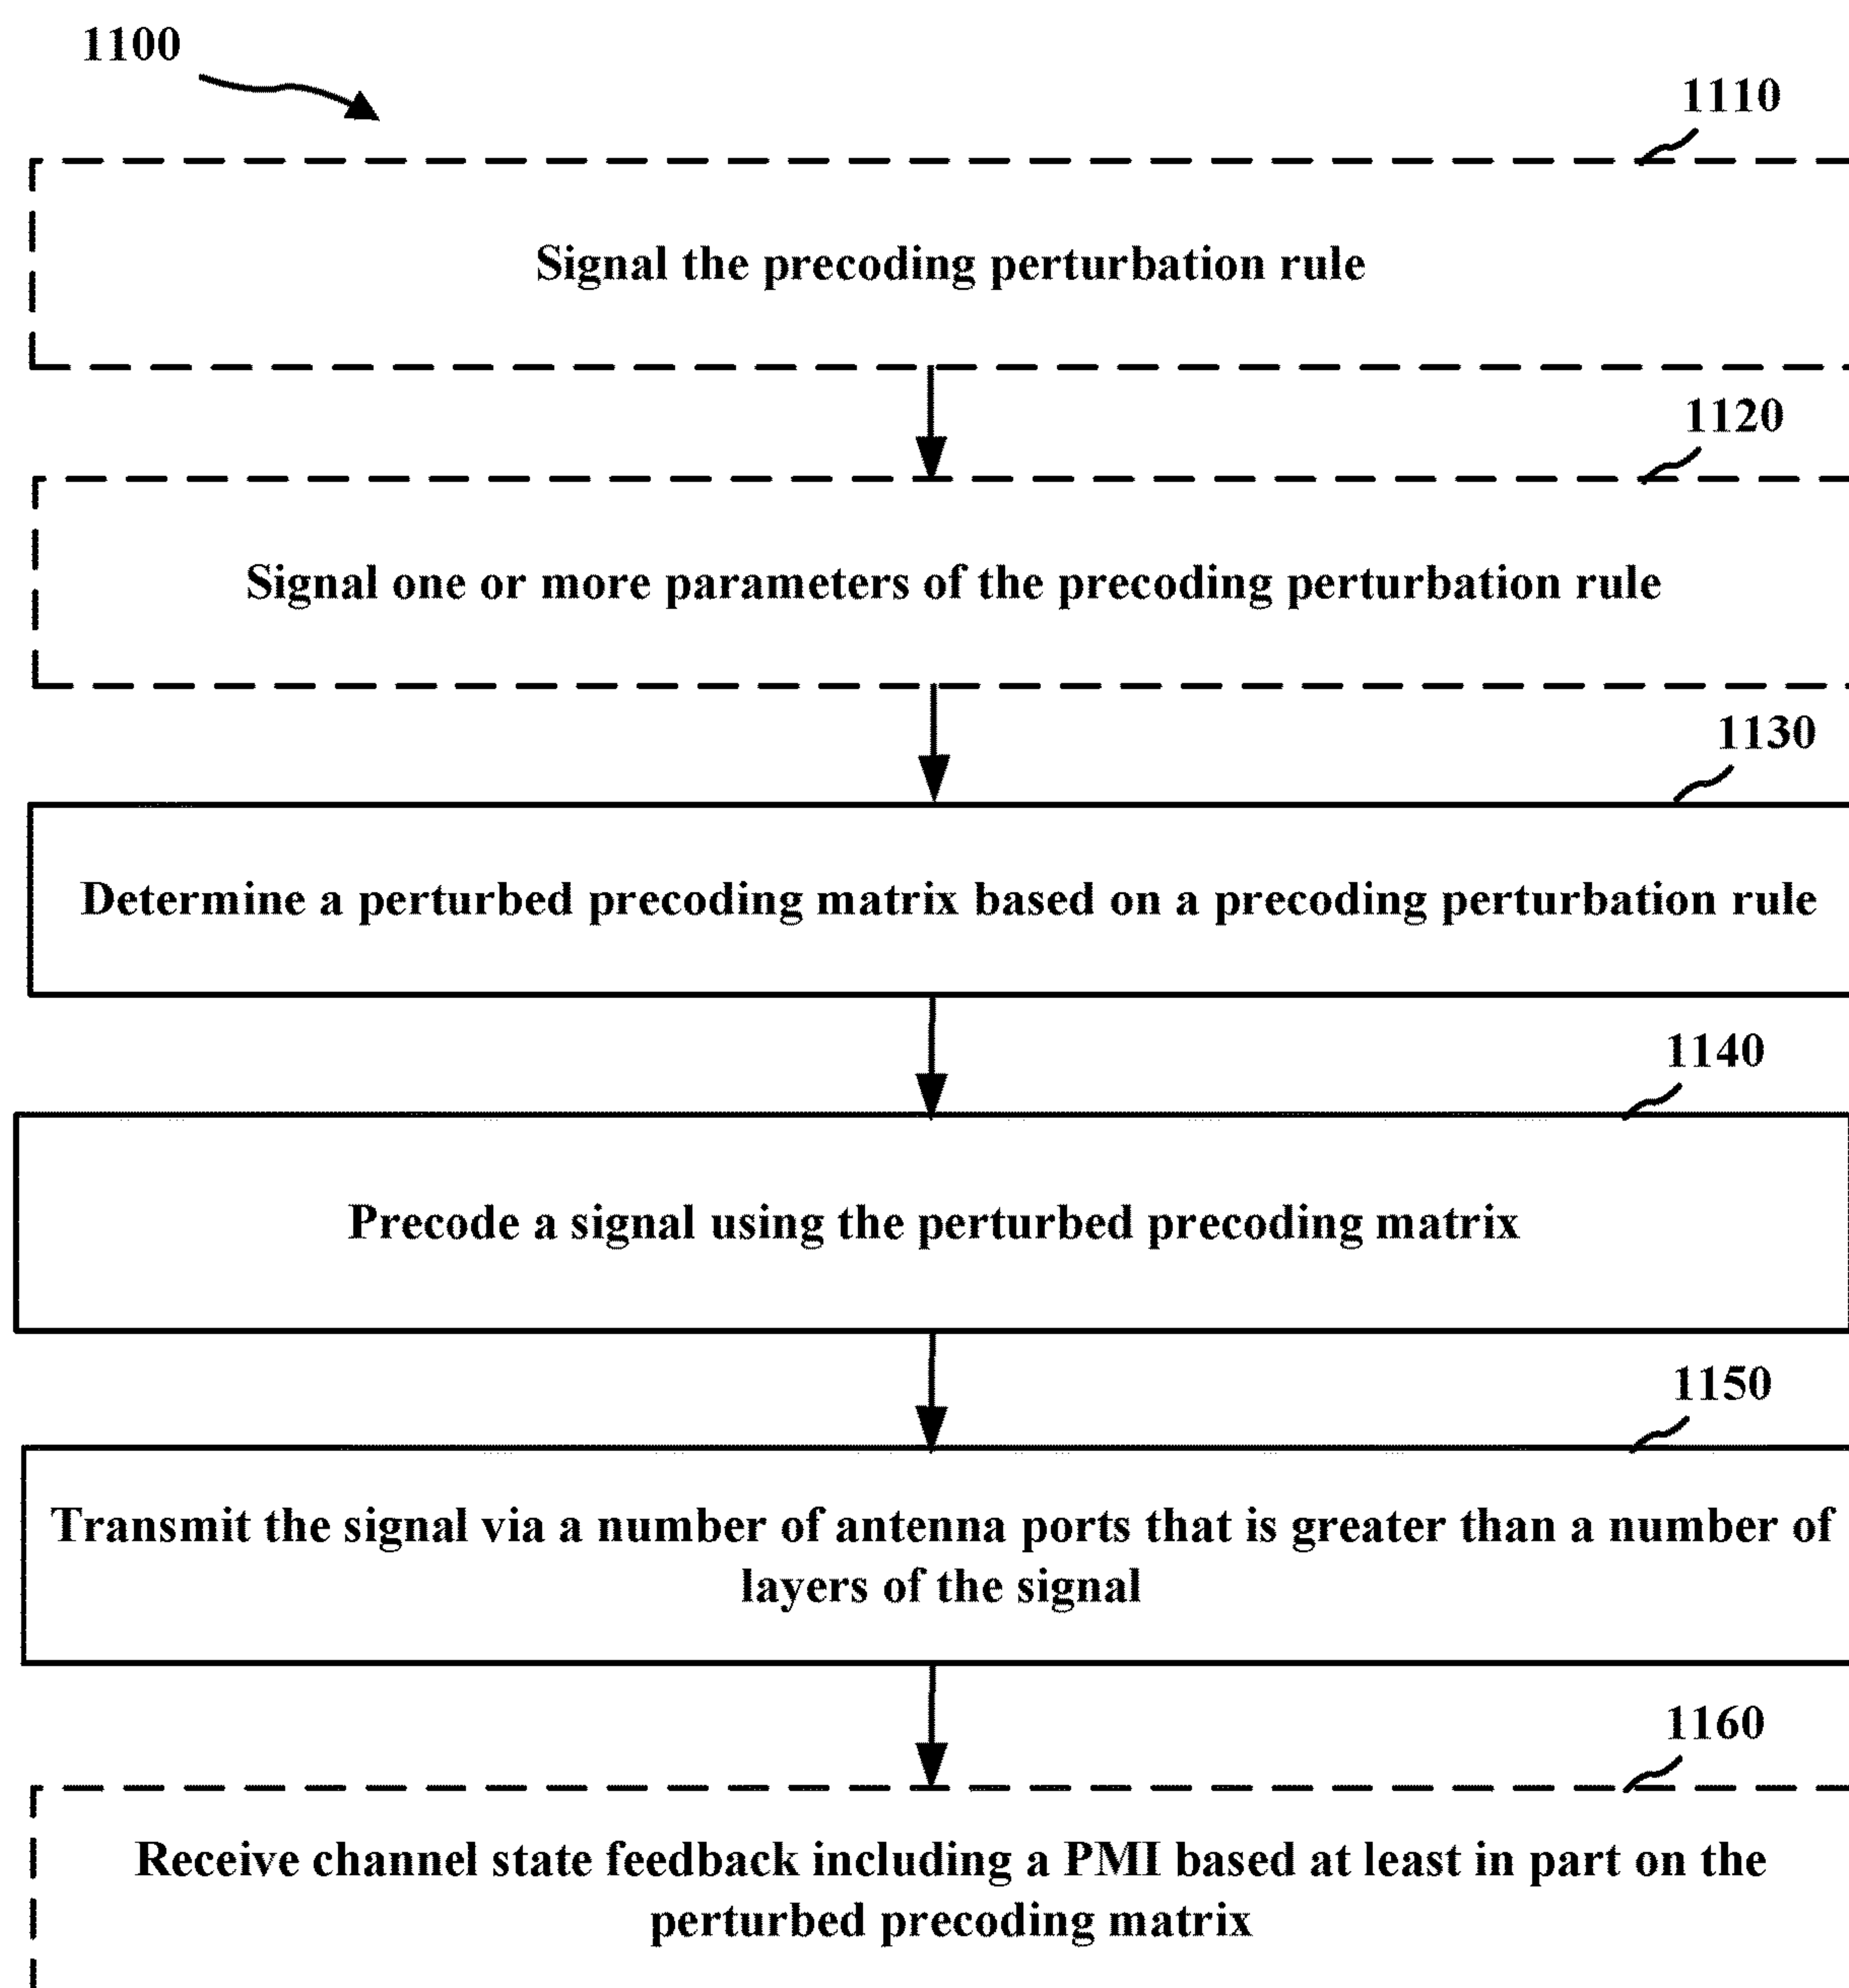 1100
1110
Signal the precoding perturbation rule
1120
Signal one or more parameters of the precoding perturbation rule
1130
Determine a perturbed precoding matrix based on a precoding perturbation rule
1140
Precode a signal using the perturbed precoding matrix
1150
Transmit the signal via a number of antenna ports that is greater than a number of
layers of the signal
1160
Receive channel state feedback including a PMI based at least in part on the
perturbed precoding matrix